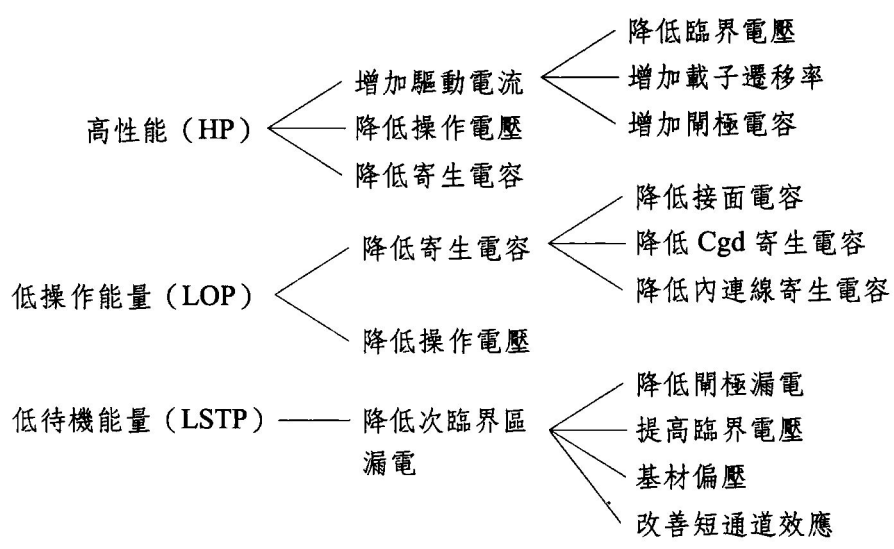 高性能（HP）
增加驅動電流
降低臨界電壓
增加載子遷移率
增加閘極電容
降低操作電壓
降低寄生電容
低操作能量（LOP）
降低寄生電容
降低接面電容
降低 Cgd 寄生電容
降低內連線寄生電容
降低操作電壓
低待機能量（LSTP）
降低次臨界區
漏電
降低閘極漏電
提高臨界電壓
基材偏壓
改善短通道效應